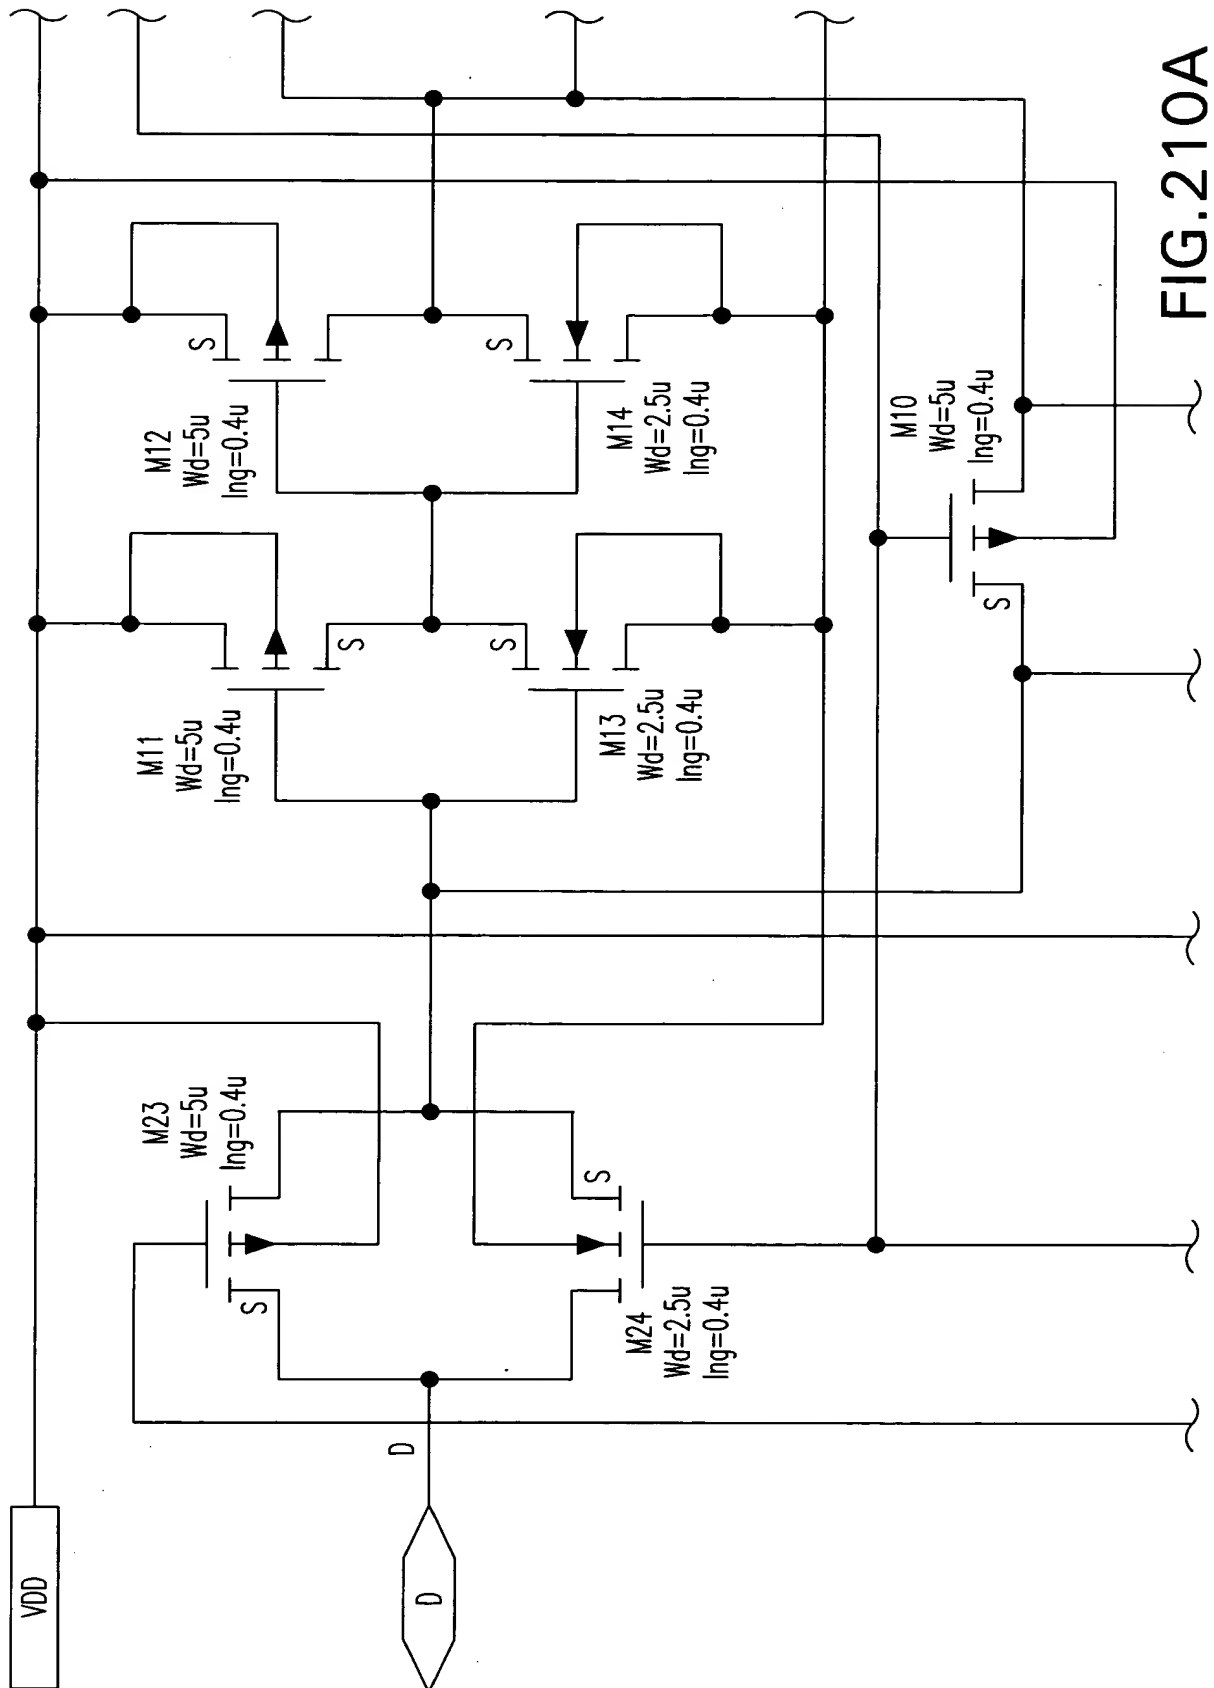 VDD
D
D
M23
Wd=5u
lng=0.4u
S
S
M24
Wd=2.5u
lng=0.4u
M11
Wd=5u
lng=0.4u
S
M13
Wd=2.5u
lng=0.4u
M12
Wd=5u
lng=0.4u
S
S
M14
Wd=2.5u
lng=0.4u
M10
Wd=5u
lng=0.4u
S
FIG.210A